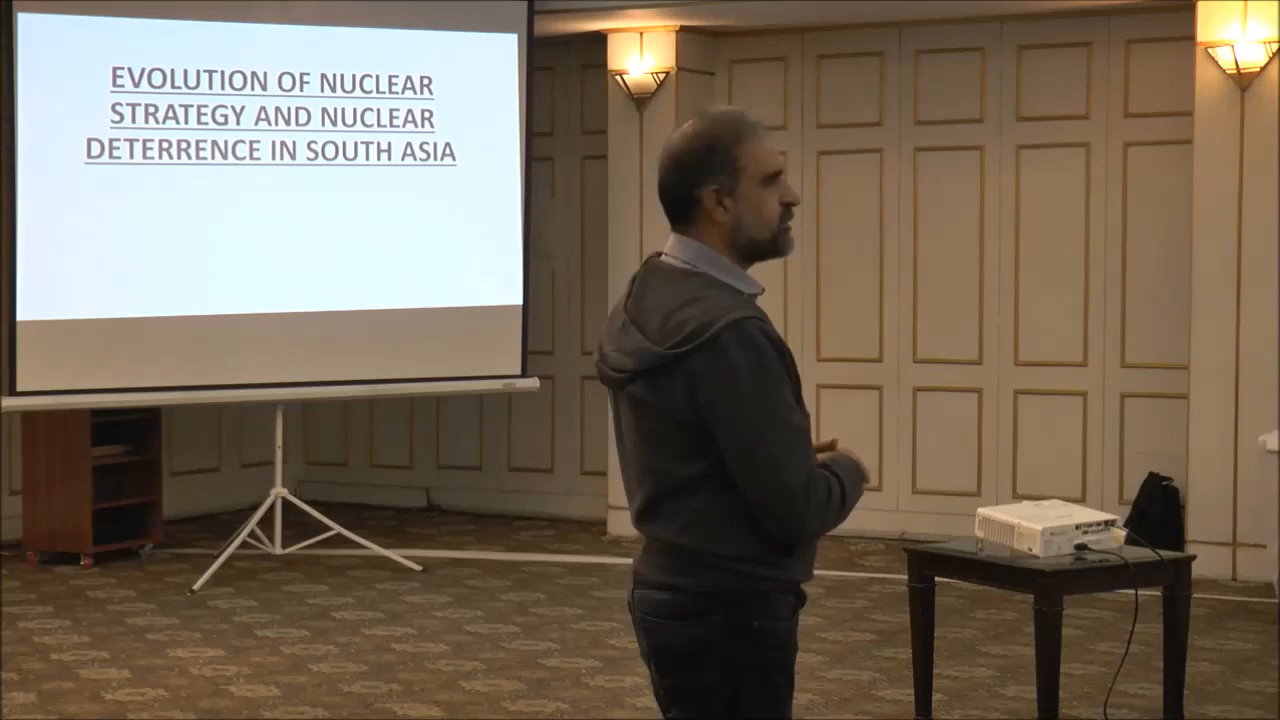 EVOLUTION OF NUCLEAR
STRATEGY AND NUCLEAR
DETERRENCE IN SOUTH ASIA